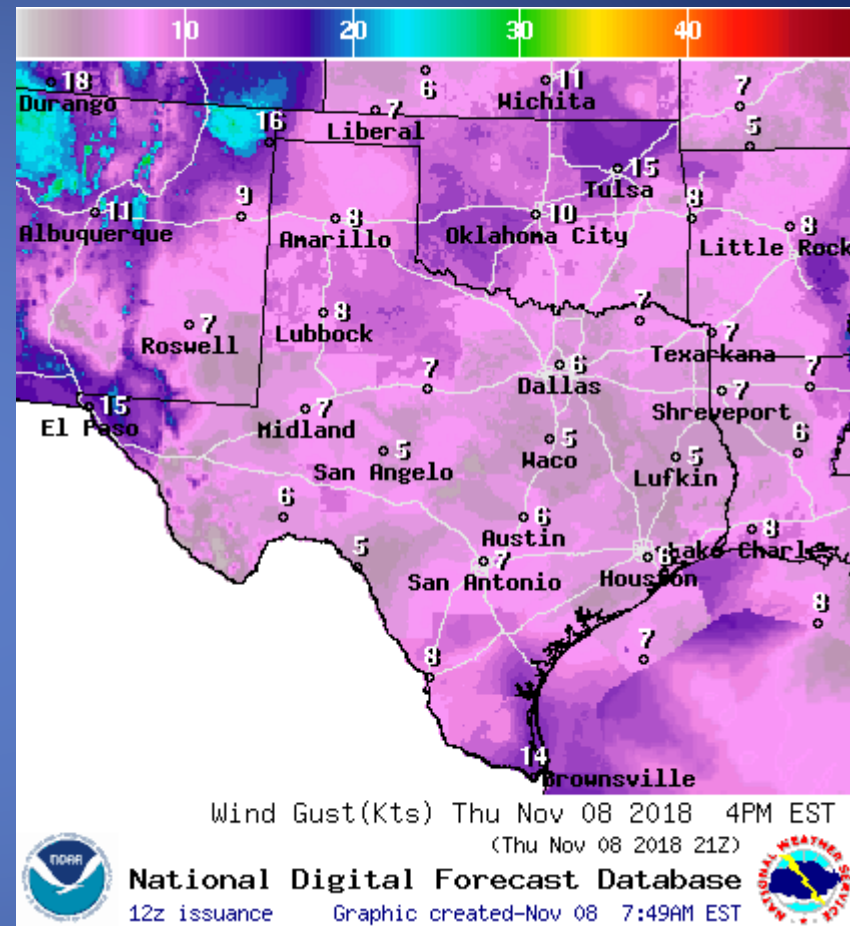 10 20 30 40
18
Durango
6
11
Wichita
7
7
Liberal
5
16
15
Tulsa
11
Albuquerque
9
8
Amarillo
10
Oklahoma City
8
8
Little Rock
7
Roswell
8
Lubbock
7
7
Texarkana
6
Dallas
7
7
Shreveport
7
15
El Paso
7
Midland
5
San Angelo
5
Waco
5
Lufkin
6
6
6
Austin
8
Lake Charles
5
7
San Antonio
6
Houston
8
7
8
14
Brownsville
Wind Gust(Kts) Thu Nov 08 2018 4PM EST
(Thu Nov 08 2018 21Z)
NOAA
National Digital Forecast Database
12z issuance Graphic created-Nov 08 7:49AM EST
NATIONAL WEATHER SERVICE